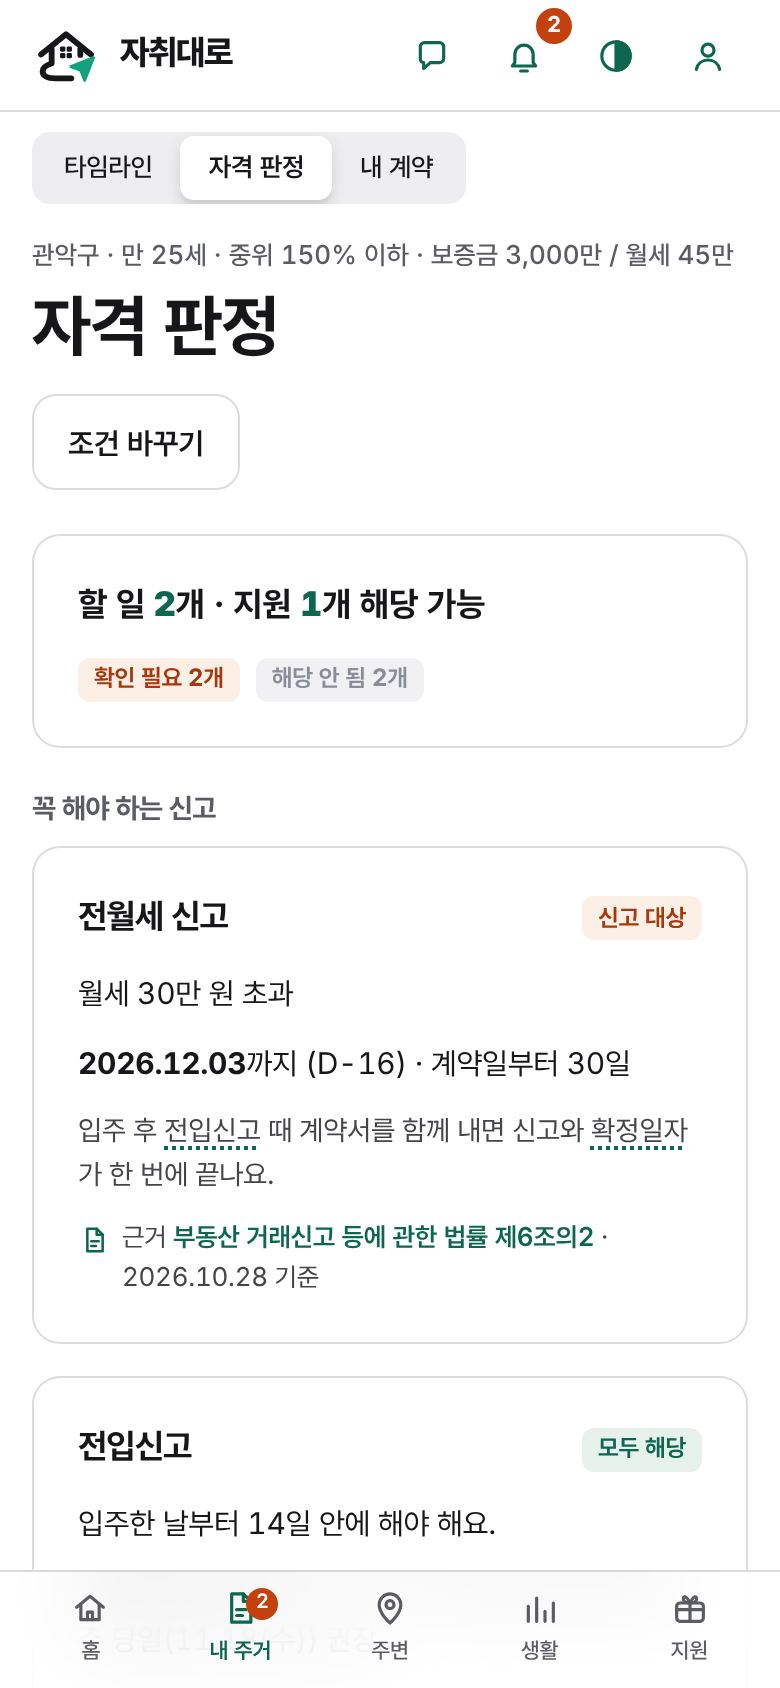 자취대로
2
타임라인
자격 판정
내 계약
관악구 · 만 25세 · 중위 150% 이하 · 보증금 3,000만 / 월세 45만
자격 판정
조건 바꾸기
할 일 2개 · 지원 1개 해당 가능
확인 필요 2개
해당 안 됨 2개
꼭 해야 하는 신고
전월세 신고
신고 대상
월세 30만 원 초과
2026.12.03까지 (D-16) · 계약일부터 30일
입주 후 전입신고 때 계약서를 함께 내면 신고와 확정일자
가 한 번에 끝나요.
근거 부동산 거래신고 등에 관한 법률 제6조의2 ·
2026.10.28 기준
전입신고
모두 해당
입주한 날부터 14일 안에 해야 해요.
2
홈
내 주거
주변
생활
지원